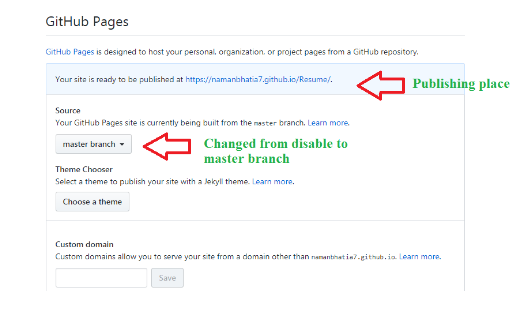 GitHub Pages
GitHub Pages is designed to host your personal, organization, or project pages from a GitHub repository.
Your site is ready to be published at https://namanbhatia7.github.io/Resume/.
Publishing place
Source
Your GitHub Pages site is currently being built from the master branch. Learn more.
master branch
Changed from disable to
master branch
Theme Chooser
Select a theme to publish your site with a Jekyll theme. Learn more.
Choose a theme
Custom domain
Custom domains allow you to serve your site from a domain other than namanbhatia7.github.io. Learn more.
Save